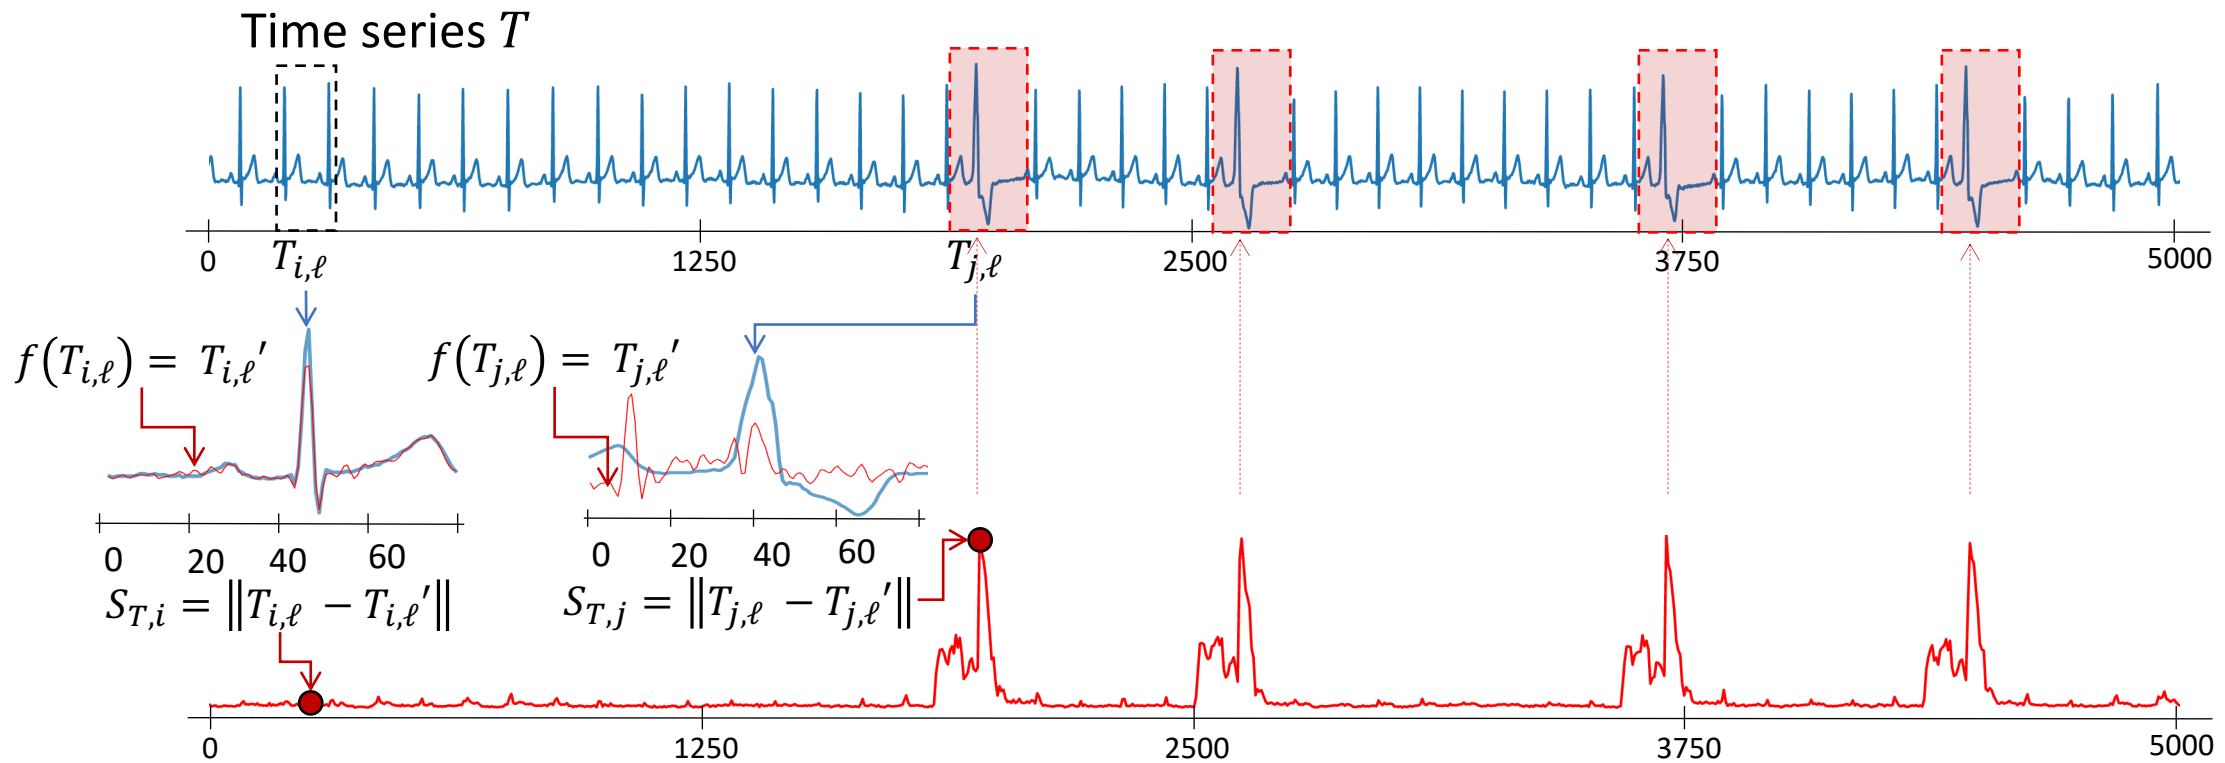 Time series T
0 1250 2500 3750 5000
T_{i,ℓ} T_{j,ℓ}
f(T_{i,ℓ}) = T_{i,ℓ}′
f(T_{j,ℓ}) = T_{j,ℓ}′
0 20 40 60
0 20 40 60
S_{T,i} = ‖T_{i,ℓ} − T_{i,ℓ}′‖
S_{T,j} = ‖T_{j,ℓ} − T_{j,ℓ}′‖
0 1250 2500 3750 5000